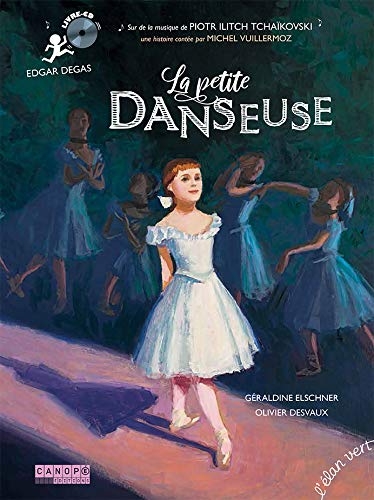 LIVRE-CD
Sur de la musique de PIOTR ILITCH TCHAÏKOVSKI
une histoire contée par MICHEL VUILLERMOZ
EDGAR DEGAS
La petite
DANSEUSE
GÉRALDINE ELSCHNER
OLIVIER DESVAUX
CANOPÉ
ÉDITIONS
l'élan vert